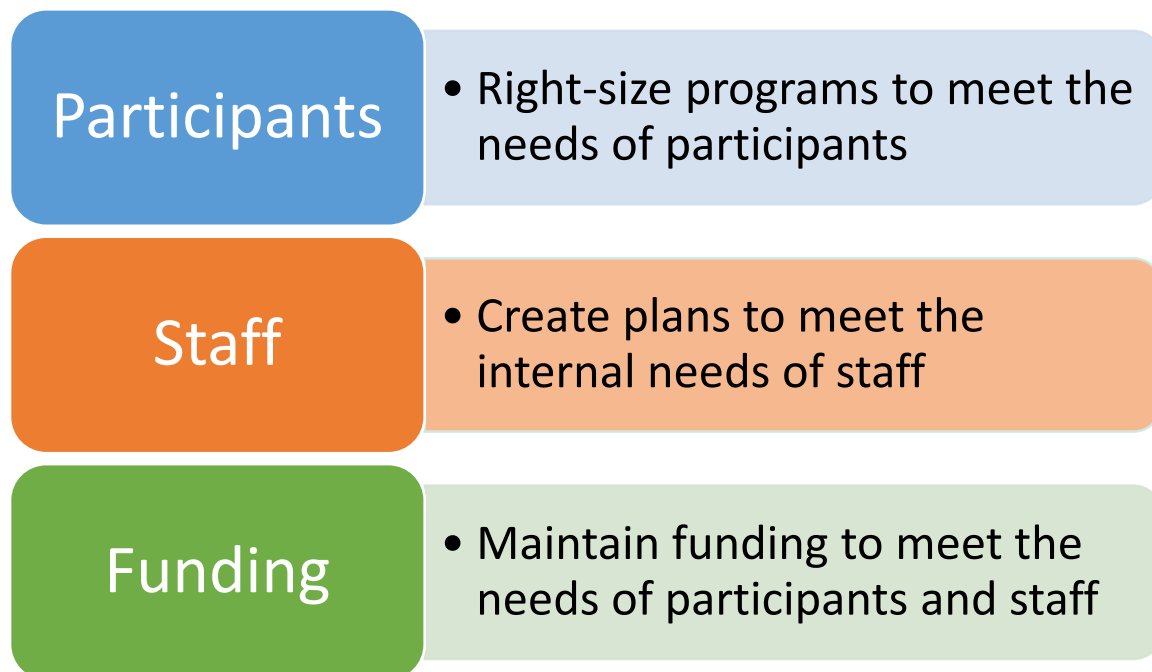 Participants
• Right-size programs to meet the
needs of participants
Staff
• Create plans to meet the
internal needs of staff
Funding
• Maintain funding to meet the
needs of participants and staff